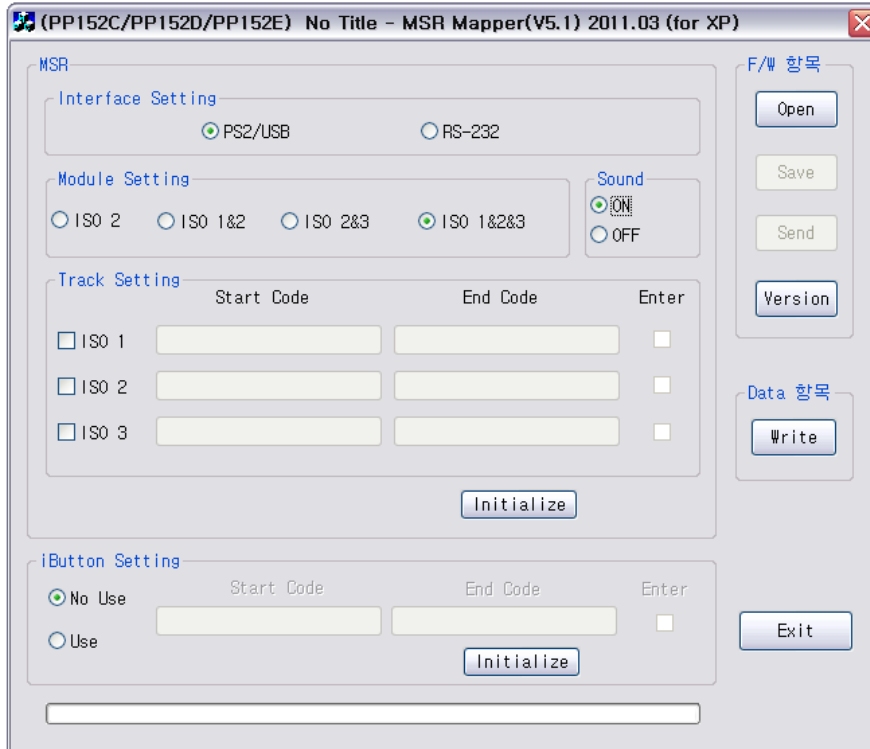 (PP152C/PP152D/PP152E) No Title - MSR Mapper(V5.1) 2011.03 (for XP)
MSR
Interface Setting
PS2/USB RS-232
Module Setting
ISO 2 ISO 1&2 ISO 2&3 ISO 1&2&3
Sound
ON
OFF
Track Setting
Start Code End Code Enter
ISO 1
ISO 2
ISO 3
Initialize
iButton Setting
Start Code End Code Enter
No Use
Use
Initialize
F/W 항목
Open
Save
Send
Version
Data 항목
Write
Exit